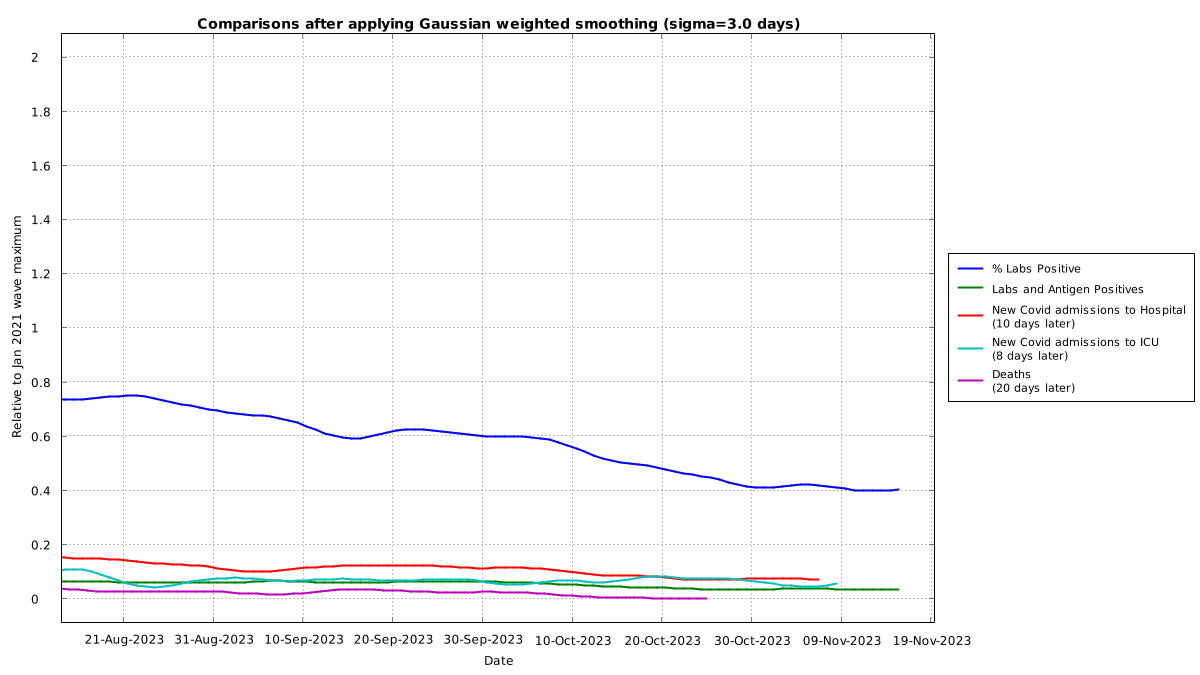 Comparisons after applying Gaussian weighted smoothing (sigma=3.0 days)
2
1.8
1.6
1.4
1.2
1
0.8
0.6
0.4
0.2
0
Relative to Jan 2021 wave maximum
21-Aug-2023 31-Aug-2023 10-Sep-2023 20-Sep-2023 30-Sep-2023 10-Oct-2023 20-Oct-2023 30-Oct-2023 09-Nov-2023 19-Nov-2023
Date
% Labs Positive
Labs and Antigen Positives
New Covid admissions to Hospital
(10 days later)
New Covid admissions to ICU
(8 days later)
Deaths
(20 days later)